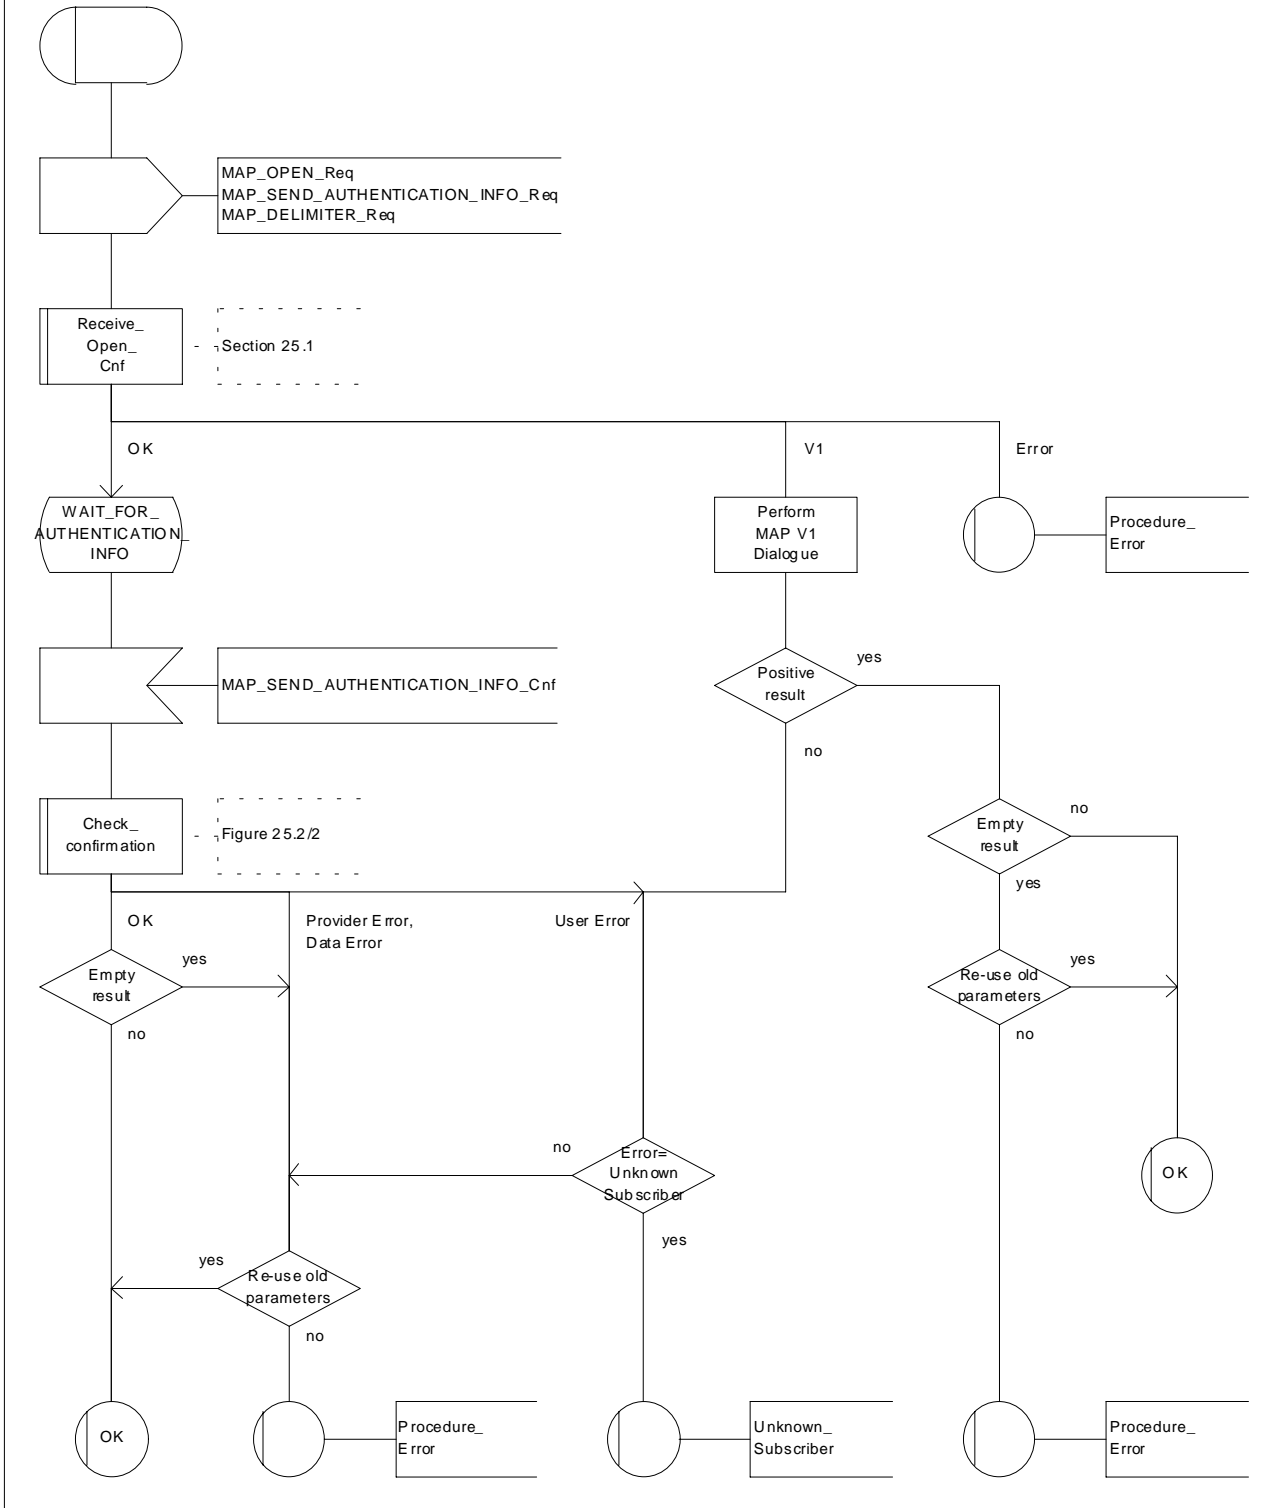 MAP_OPEN_Req
MAP_SEND_AUTHENTICATION_INFO_Req
MAP_DELIMITER_Req
Receive_
Open_
Cnf
Section 25.1
OK
V1
Error
WAIT_FOR_
AUTHENTICATION_
INFO
Perform
MAP V1
Dialogue
Procedure_
Error
MAP_SEND_AUTHENTICATION_INFO_Cnf
Positive
result
yes
no
Check_
confirmation
Figure 25.2/2
Empty
result
no
yes
OK
Provider Error,
Data Error
User Error
Empty
result
yes
no
Re-use old
parameters
yes
no
Error=
Unknown
Subscriber
no
yes
OK
Re-use old
parameters
yes
no
OK
Procedure_
Error
Unknown_
Subscriber
Procedure_
Error